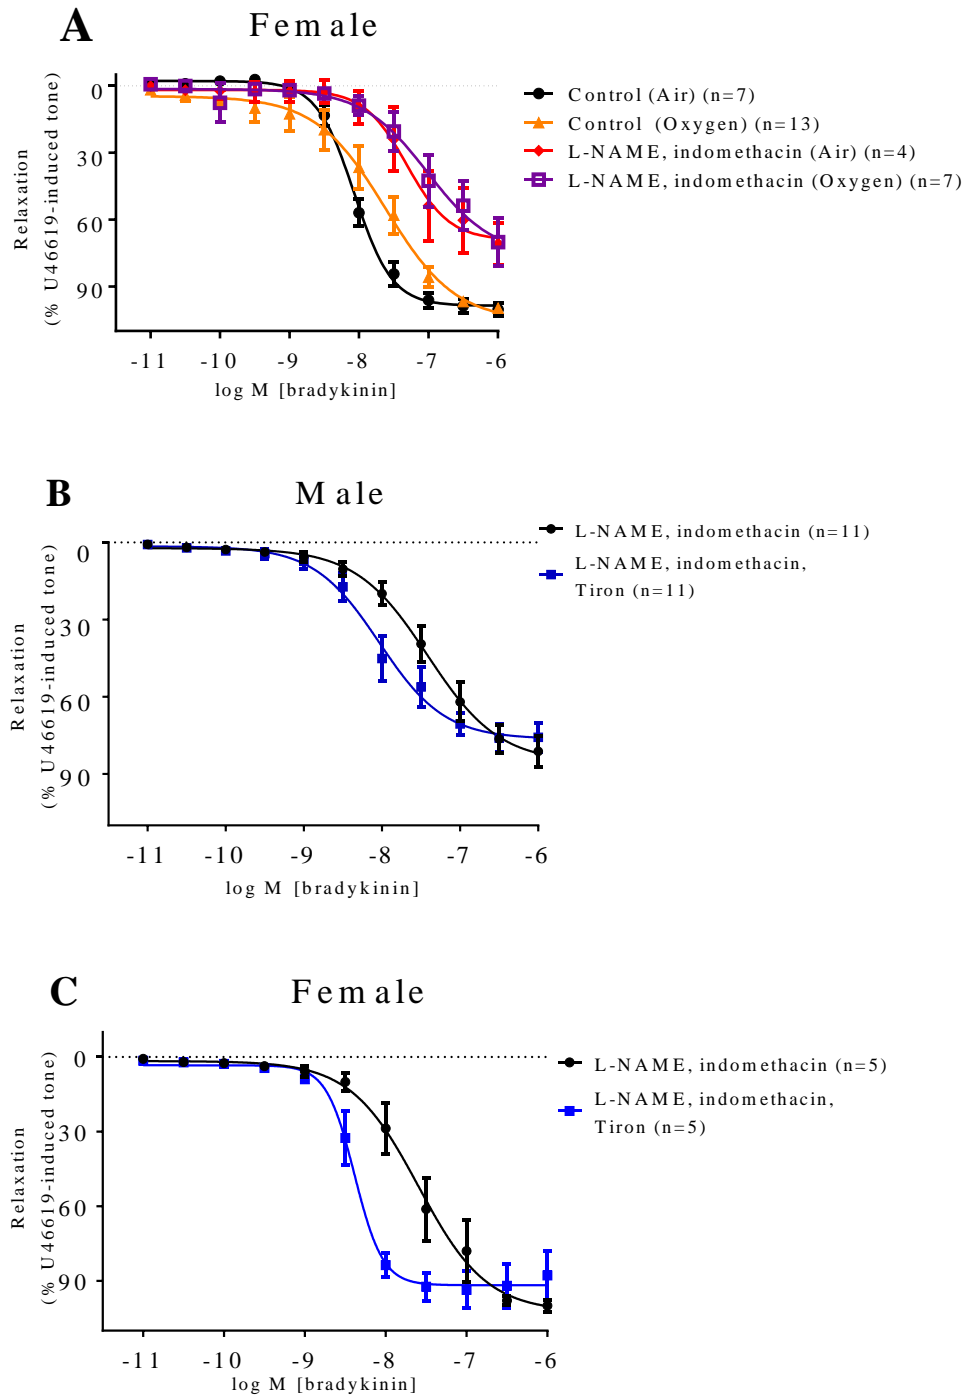 A
Female
Relaxation
(% U46619-induced tone)
0
30
60
90
-11 -10 -9 -8 -7 -6
log M [bradykinin]
Control (Air) (n=7)
Control (Oxygen) (n=13)
L-NAME, indomethacin (Air) (n=4)
L-NAME, indomethacin (Oxygen) (n=7)
B
Male
Relaxation
(% U46619-induced tone)
0
30
60
90
-11 -10 -9 -8 -7 -6
log M [bradykinin]
L-NAME, indomethacin (n=11)
L-NAME, indomethacin,
Tiron (n=11)
C
Female
Relaxation
(% U46619-induced tone)
0
30
60
90
-11 -10 -9 -8 -7 -6
log M [bradykinin]
L-NAME, indomethacin (n=5)
L-NAME, indomethacin,
Tiron (n=5)